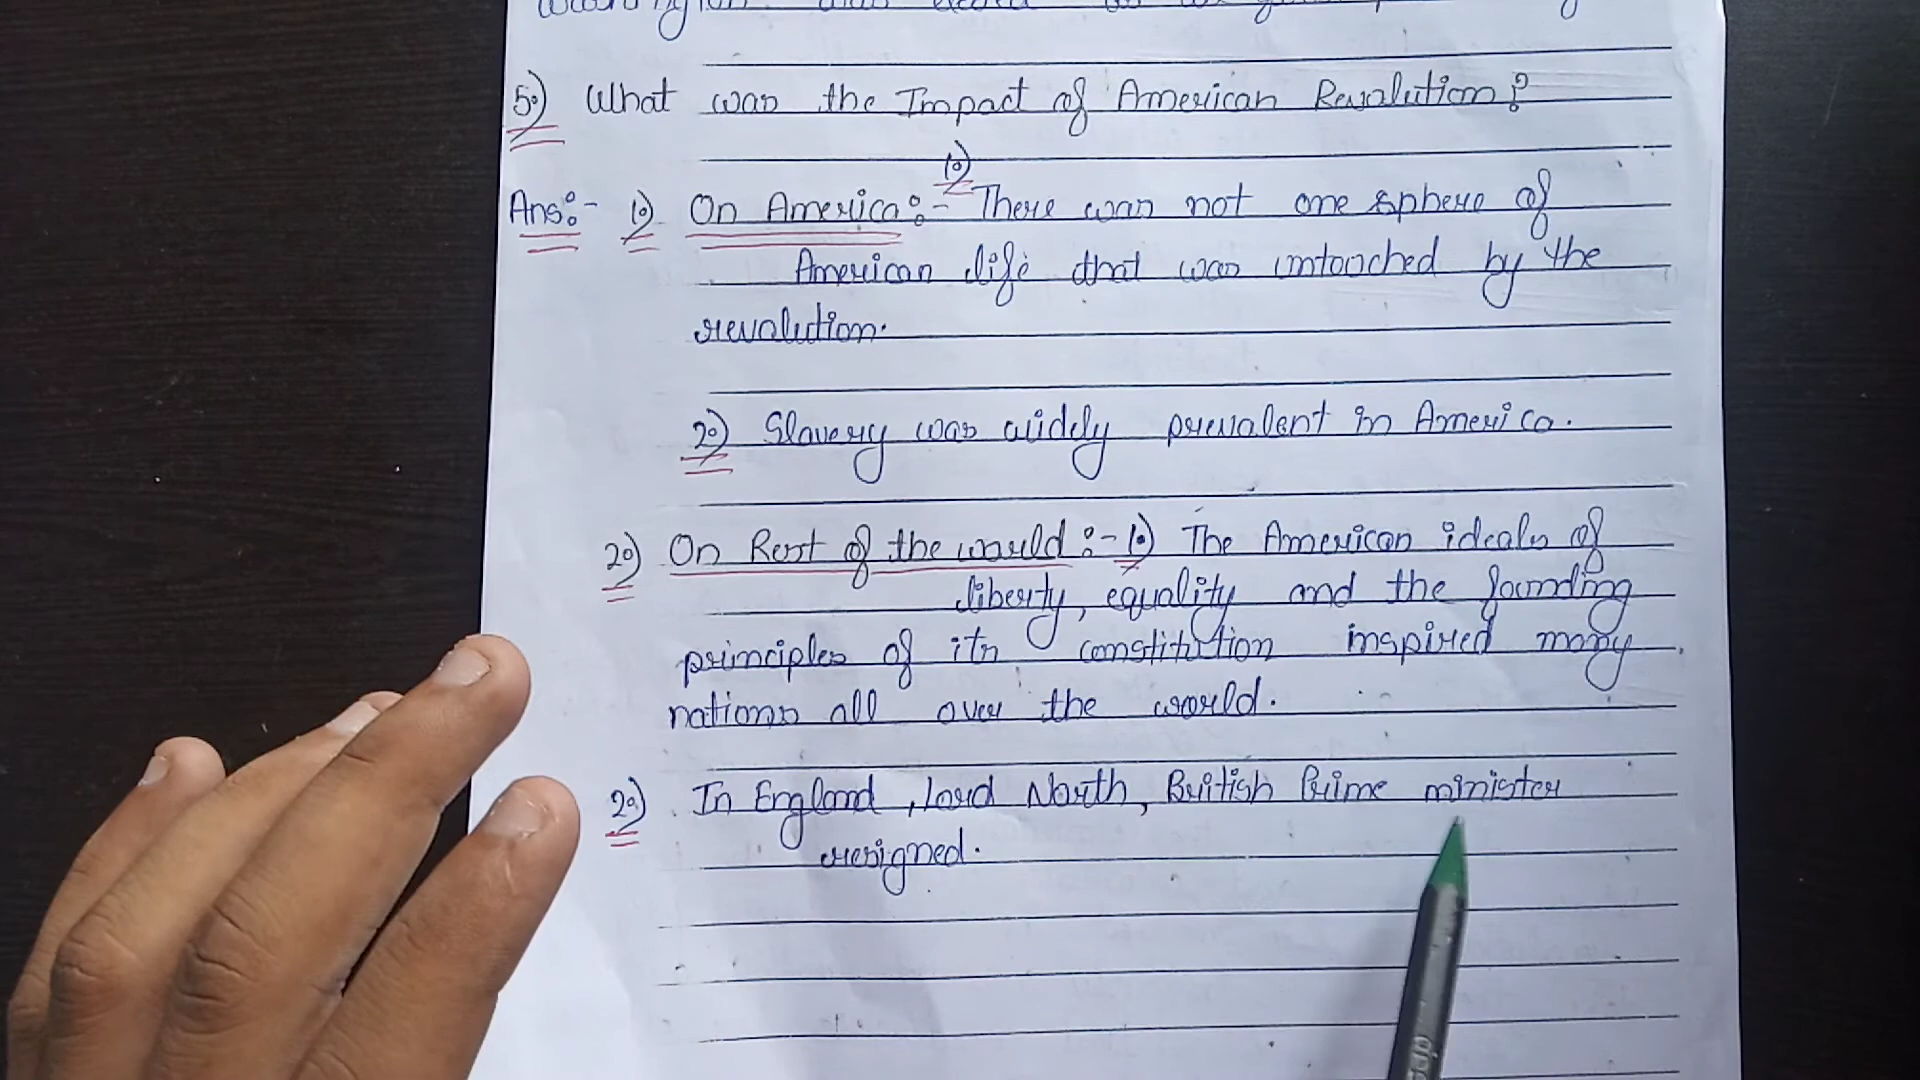 5) What was the Impact of American Revolution?
1)
Ans:- 1) On America:- There was not one sphere of
American life that was untouched by the
revolution.
2) Slavery was widely prevalent in America.
2) On Rest of the world:- 1) The American ideals of
liberty, equality and the founding
principles of its constitution inspired many
nations all over the world.
2) In England, Lord North, British Prime minister
resigned.